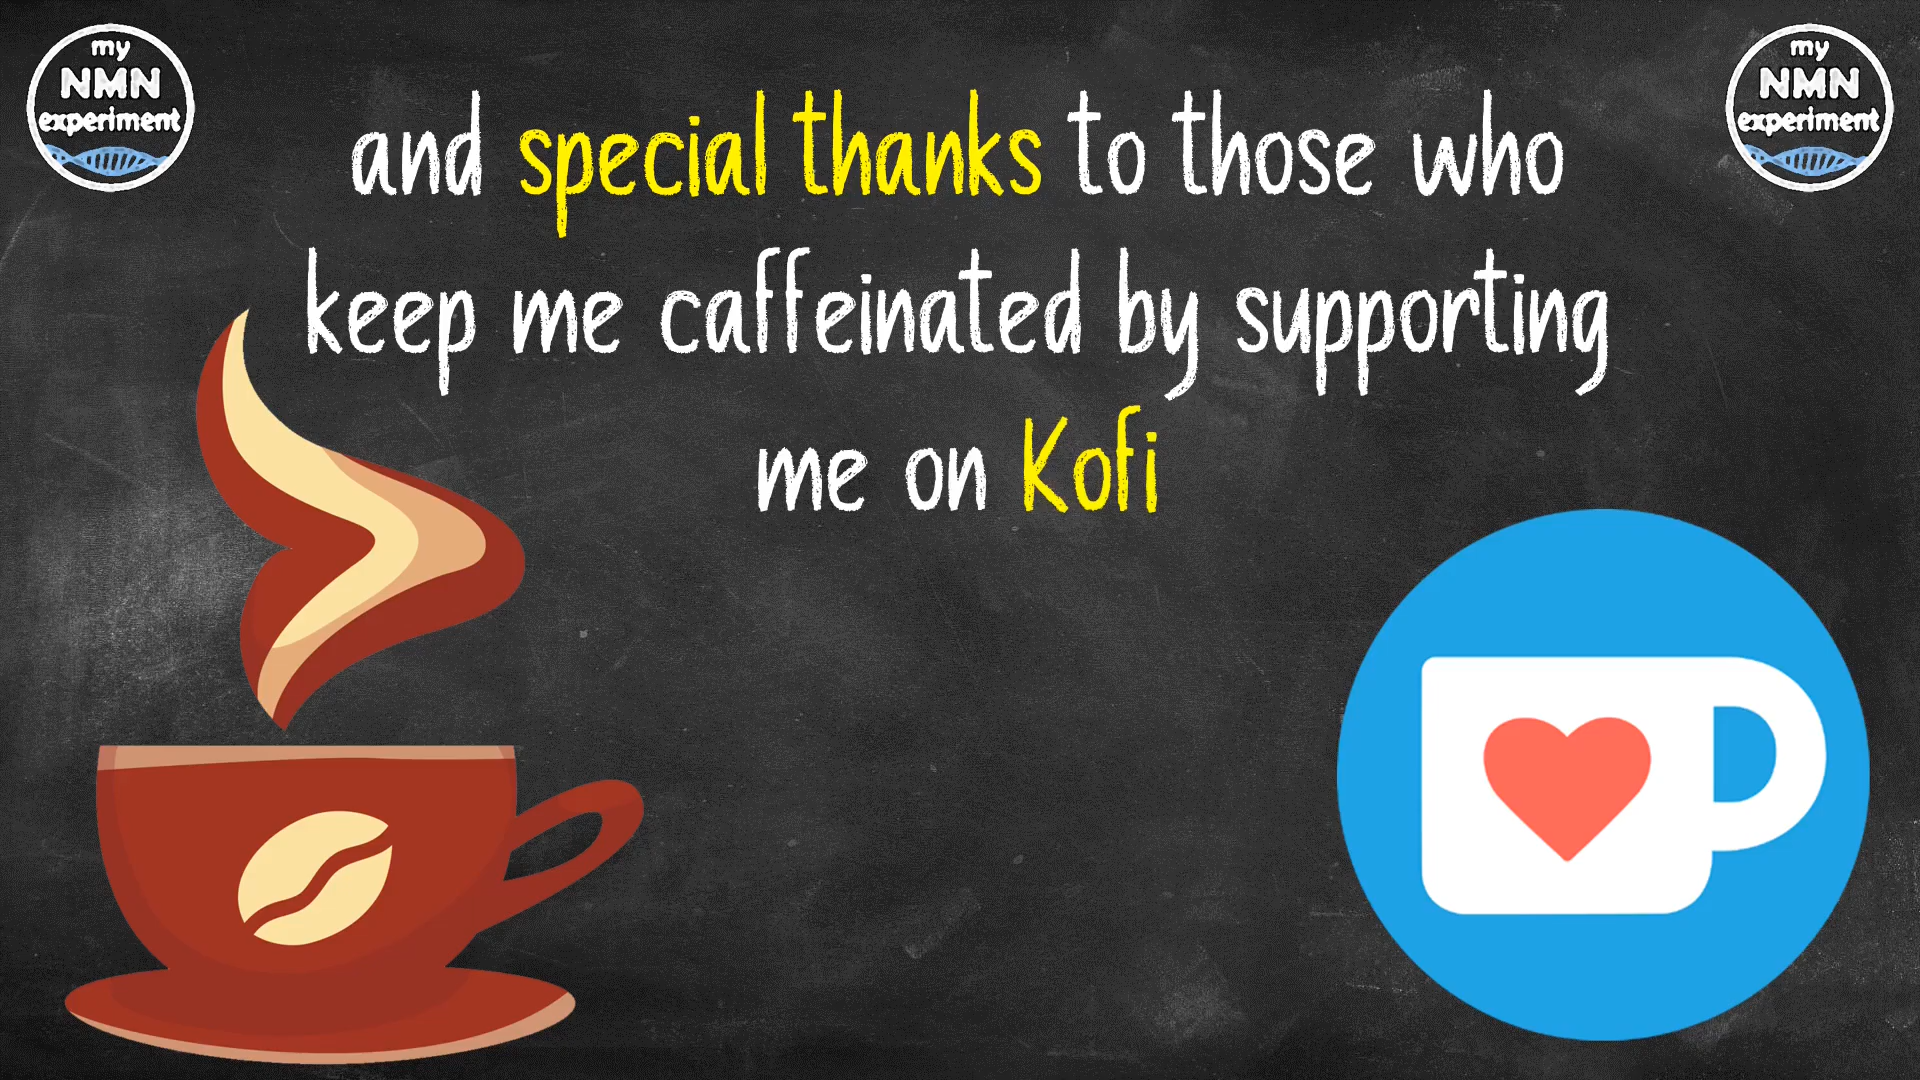 my
NMN
experiment
my
NMN
experiment
and special thanks to those who
keep me caffeinated by supporting
me on Kofi